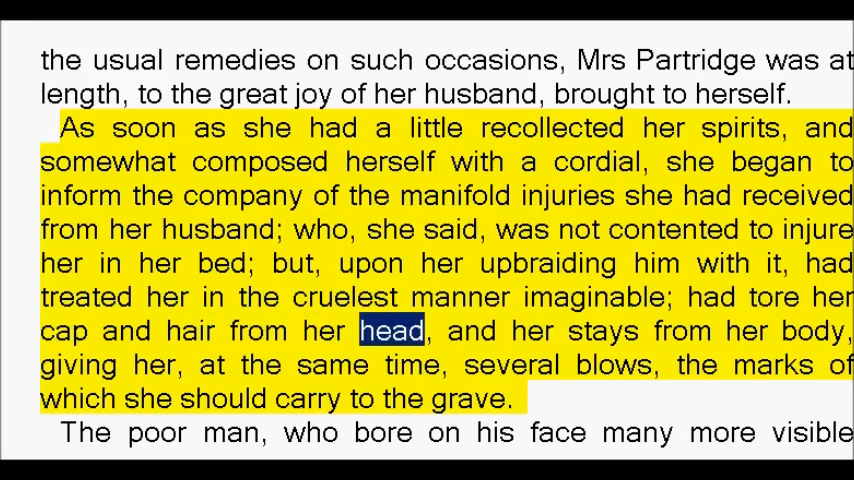 the usual remedies on such occasions, Mrs Partridge was at
length, to the great joy of her husband, brought to herself.
As soon as she had a little recollected her spirits, and
somewhat composed herself with a cordial, she began to
inform the company of the manifold injuries she had received
from her husband; who, she said, was not contented to injure
her in her bed; but, upon her upbraiding him with it, had
treated her in the cruelest manner imaginable; had tore her
cap and hair from her head, and her stays from her body,
giving her, at the same time, several blows, the marks of
which she should carry to the grave.
The poor man, who bore on his face many more visible